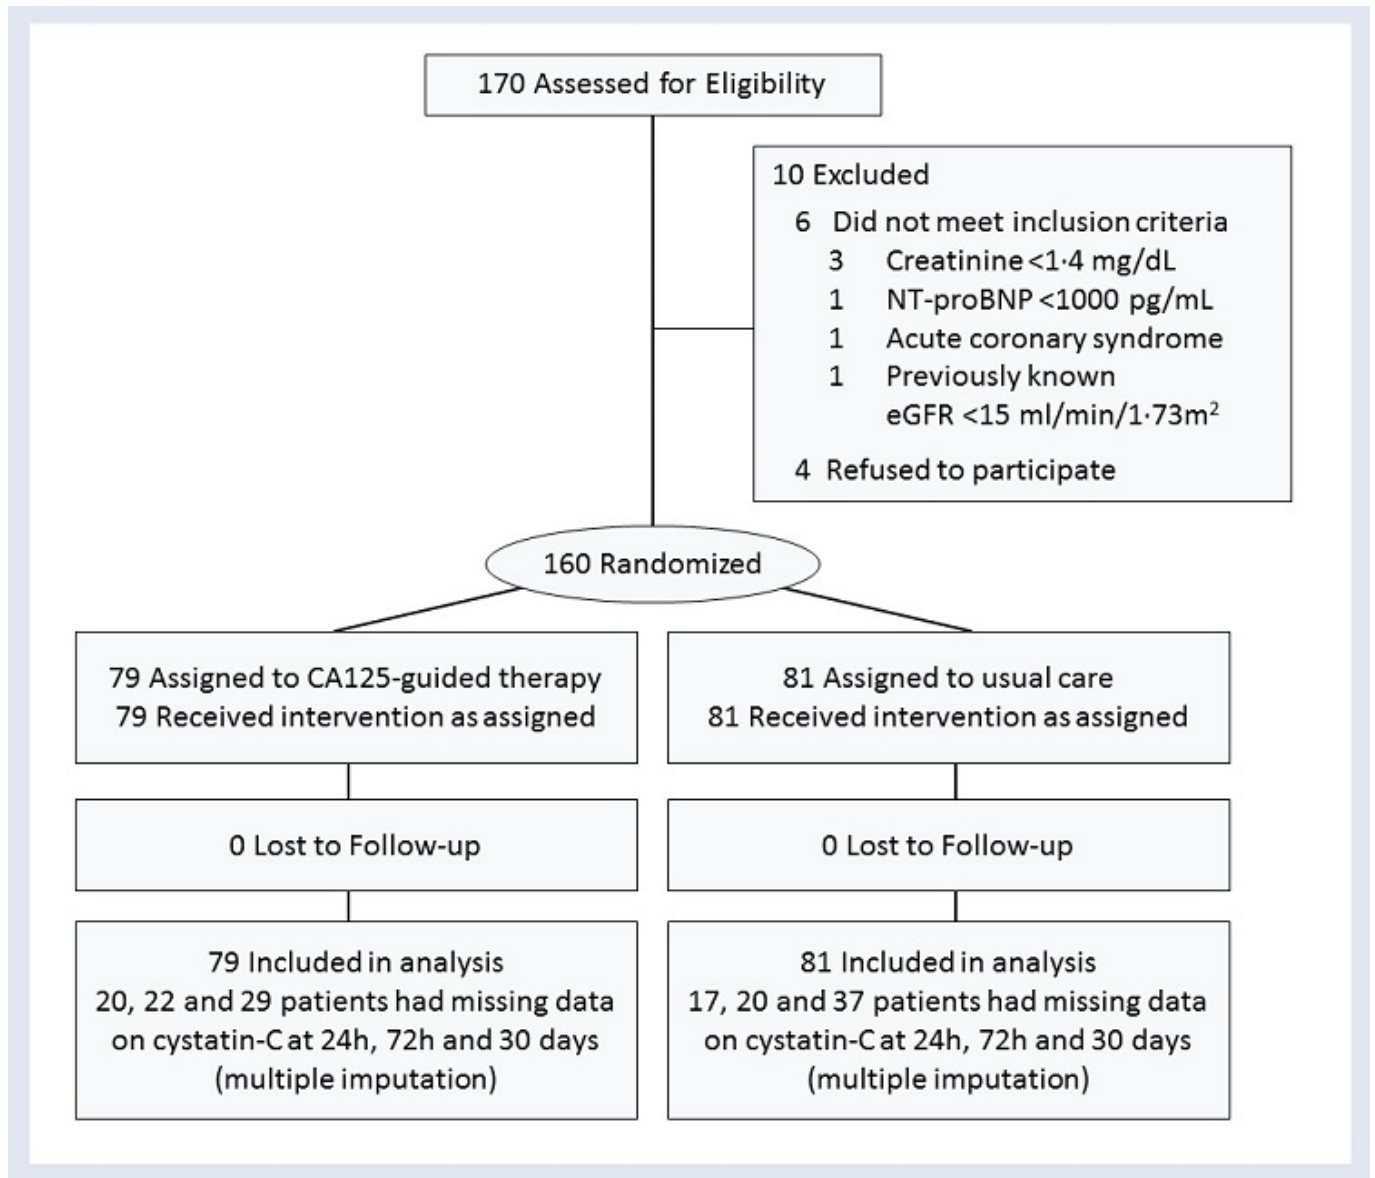 170 Assessed for Eligibility
10 Excluded
6 Did not meet inclusion criteria
3 Creatinine <1·4 mg/dL
1 NT-proBNP <1000 pg/mL
1 Acute coronary syndrome
1 Previously known
eGFR <15 ml/min/1·73m²
4 Refused to participate
160 Randomized
79 Assigned to CA125-guided therapy
79 Received intervention as assigned
81 Assigned to usual care
81 Received intervention as assigned
0 Lost to Follow-up
0 Lost to Follow-up
79 Included in analysis
20, 22 and 29 patients had missing data
on cystatin-C at 24h, 72h and 30 days
(multiple imputation)
81 Included in analysis
17, 20 and 37 patients had missing data
on cystatin-C at 24h, 72h and 30 days
(multiple imputation)